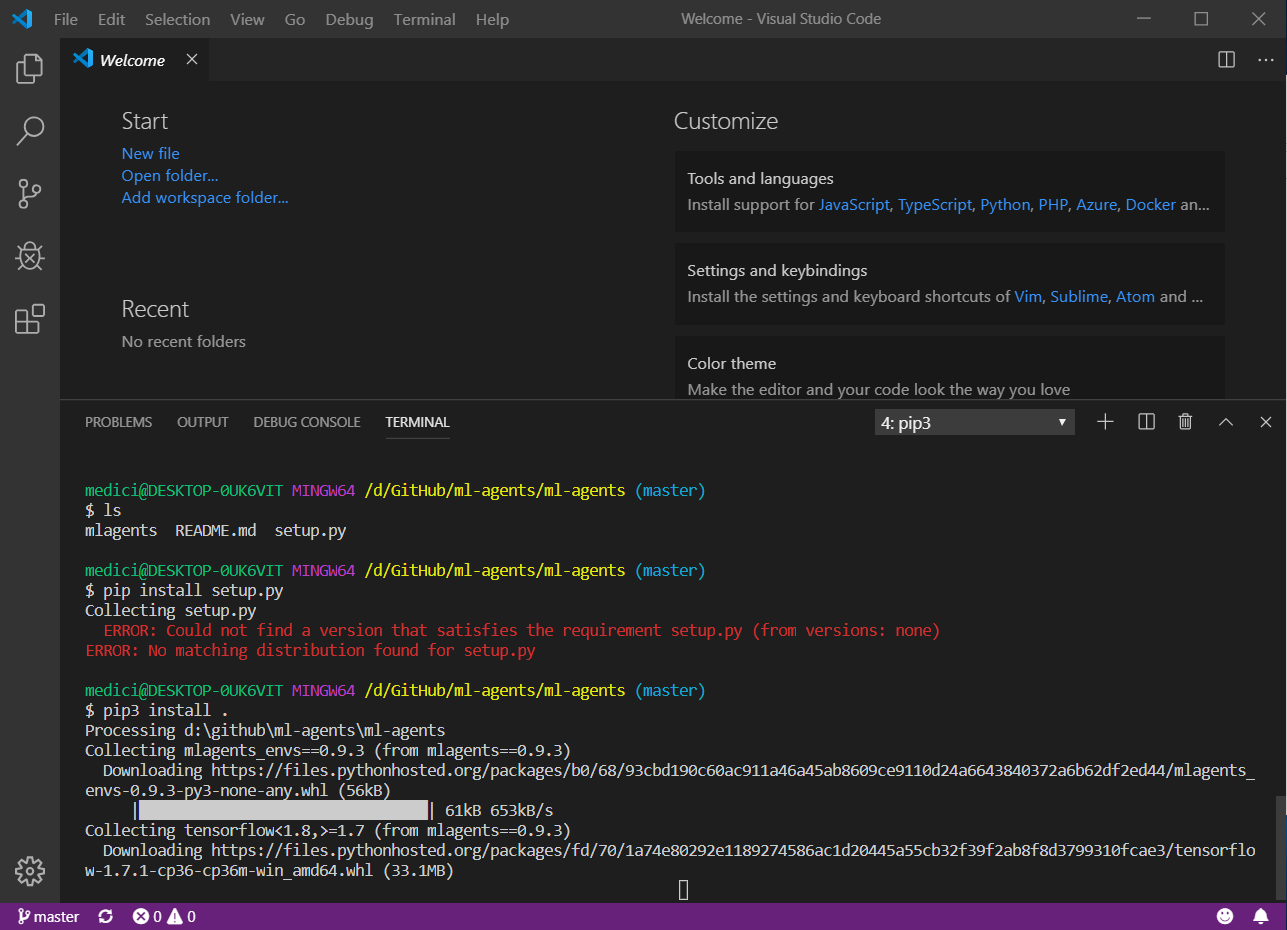 File Edit Selection View Go Debug Terminal Help Welcome - Visual Studio Code
Welcome
Start
New file
Open folder...
Add workspace folder...
Recent
No recent folders
Customize
Tools and languages
Install support for JavaScript, TypeScript, Python, PHP, Azure, Docker an...
Settings and keybindings
Install the settings and keyboard shortcuts of Vim, Sublime, Atom and ...
Color theme
Make the editor and your code look the way you love
PROBLEMS OUTPUT DEBUG CONSOLE TERMINAL 4: pip3
medici@DESKTOP-0UK6VIT MINGW64 /d/GitHub/ml-agents/ml-agents (master)
$ ls
mlagents README.md setup.py
medici@DESKTOP-0UK6VIT MINGW64 /d/GitHub/ml-agents/ml-agents (master)
$ pip install setup.py
Collecting setup.py
ERROR: Could not find a version that satisfies the requirement setup.py (from versions: none)
ERROR: No matching distribution found for setup.py
medici@DESKTOP-0UK6VIT MINGW64 /d/GitHub/ml-agents/ml-agents (master)
$ pip3 install .
Processing d:\github\ml-agents\ml-agents
Collecting mlagents_envs==0.9.3 (from mlagents==0.9.3)
Downloading https://files.pythonhosted.org/packages/b0/68/93cbd190c60ac911a46a45ab8609ce9110d24a6643840372a6b62df2ed44/mlagents_
envs-0.9.3-py3-none-any.whl (56kB)
| | 61kB 653kB/s
Collecting tensorflow<1.8,>=1.7 (from mlagents==0.9.3)
Downloading https://files.pythonhosted.org/packages/fd/70/1a74e80292e1189274586ac1d20445a55cb32f39f2ab8f8d3799310fcae3/tensorflo
w-1.7.1-cp36-cp36m-win_amd64.whl (33.1MB)
master 0 0